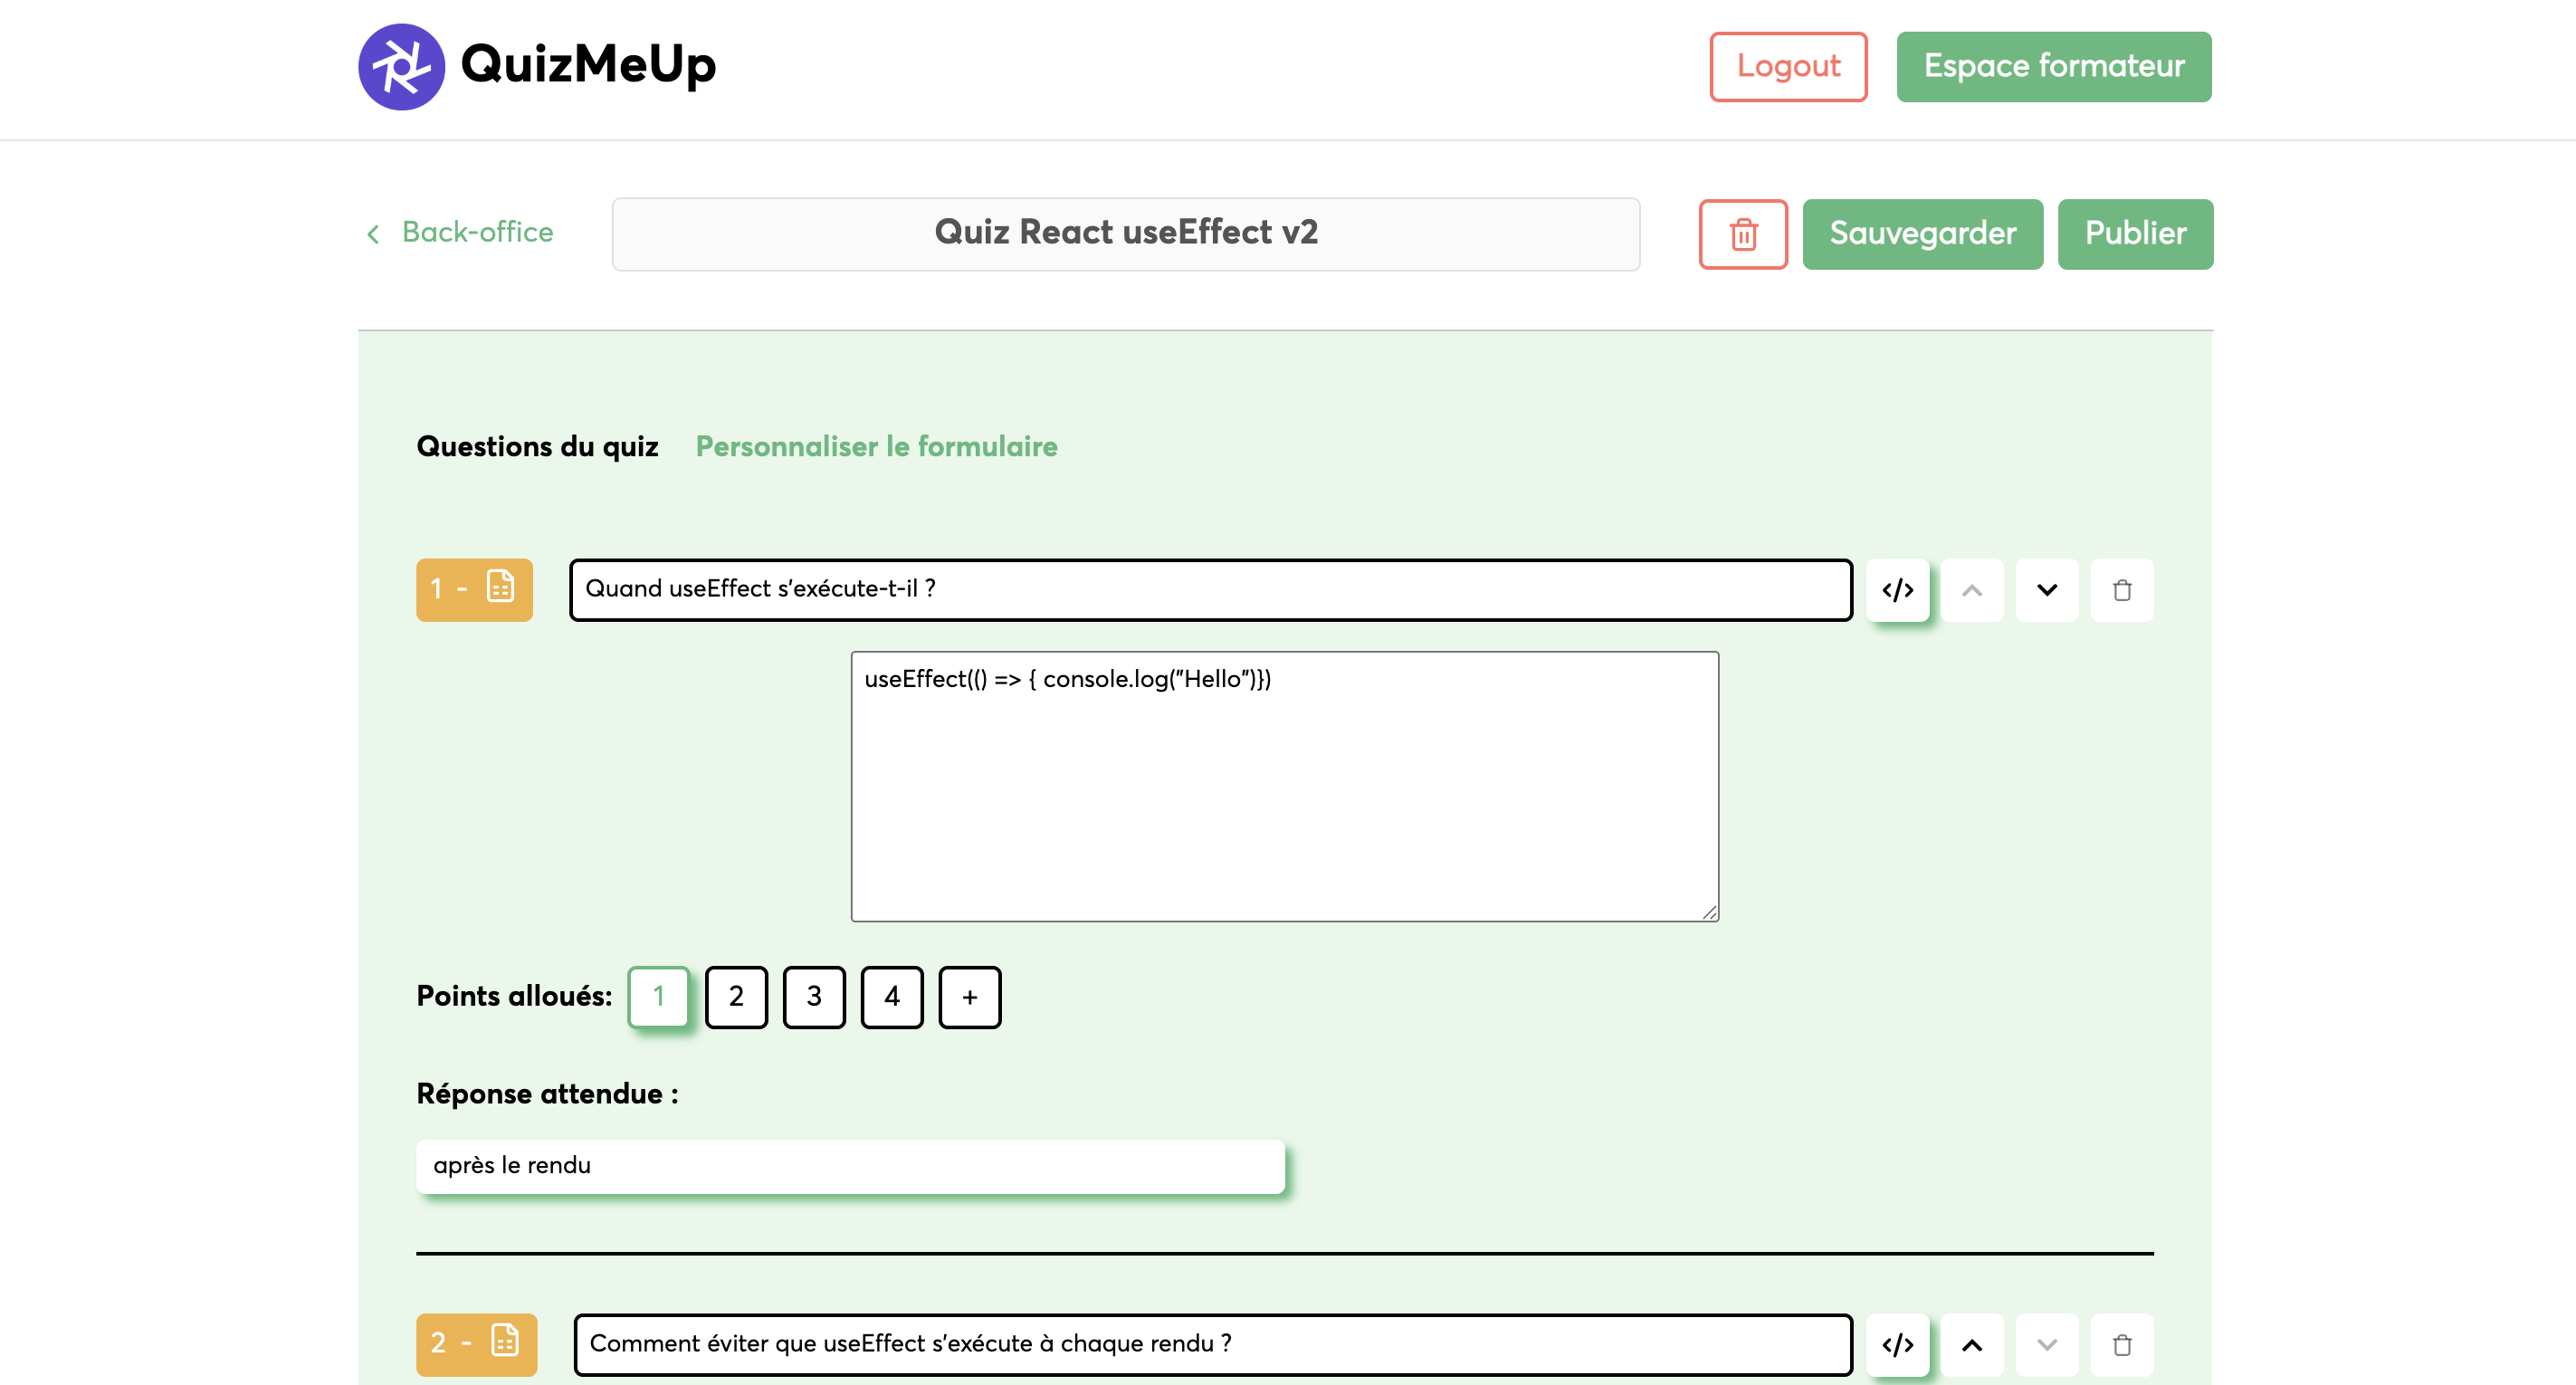 QuizMeUp
Logout
Espace formateur
Back-office
Quiz React useEffect v2
Sauvegarder
Publier
Questions du quiz
Personnaliser le formulaire
1 -
Quand useEffect s'exécute-t-il ?
</>
useEffect(() => { console.log("Hello")})
Points alloués:
1
2
3
4
+
Réponse attendue :
après le rendu
2 -
Comment éviter que useEffect s'exécute à chaque rendu ?
</>